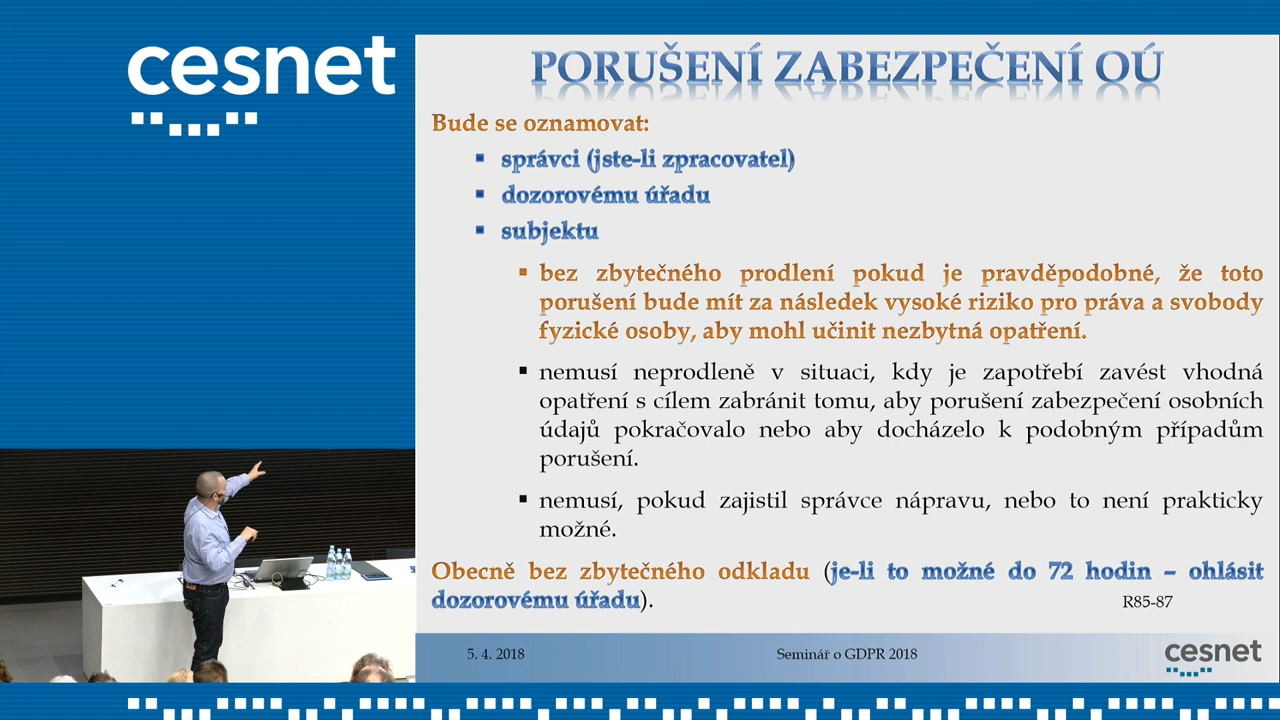 cesnet
PORUŠENÍ ZABEZPEČENÍ OÚ
Bude se oznamovat:
správci (jste-li zpracovatel)
dozorovému úřadu
subjektu
bez zbytečného prodlení pokud je pravděpodobné, že toto
porušení bude mít za následek vysoké riziko pro práva a svobody
fyzické osoby, aby mohl učinit nezbytná opatření.
nemusí neprodleně v situaci, kdy je zapotřebí zavést vhodná
opatření s cílem zabránit tomu, aby porušení zabezpečení osobních
údajů pokračovalo nebo aby docházelo k podobným případům
porušení.
nemusí, pokud zajistil správce nápravu, nebo to není prakticky
možné.
Obecně bez zbytečného odkladu (je-li to možné do 72 hodin – ohlásit
dozorovému úřadu).
R85-87
5. 4. 2018
Seminář o GDPR 2018
cesnet